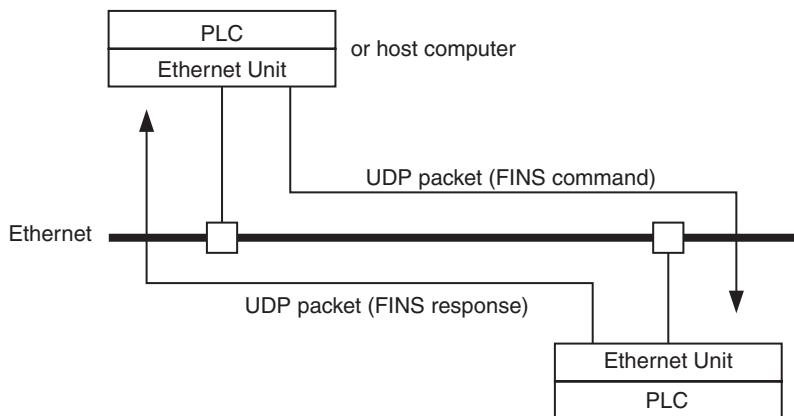 PLC
Ethernet Unit
or host computer
UDP packet (FINS command)
Ethernet
UDP packet (FINS response)
Ethernet Unit
PLC